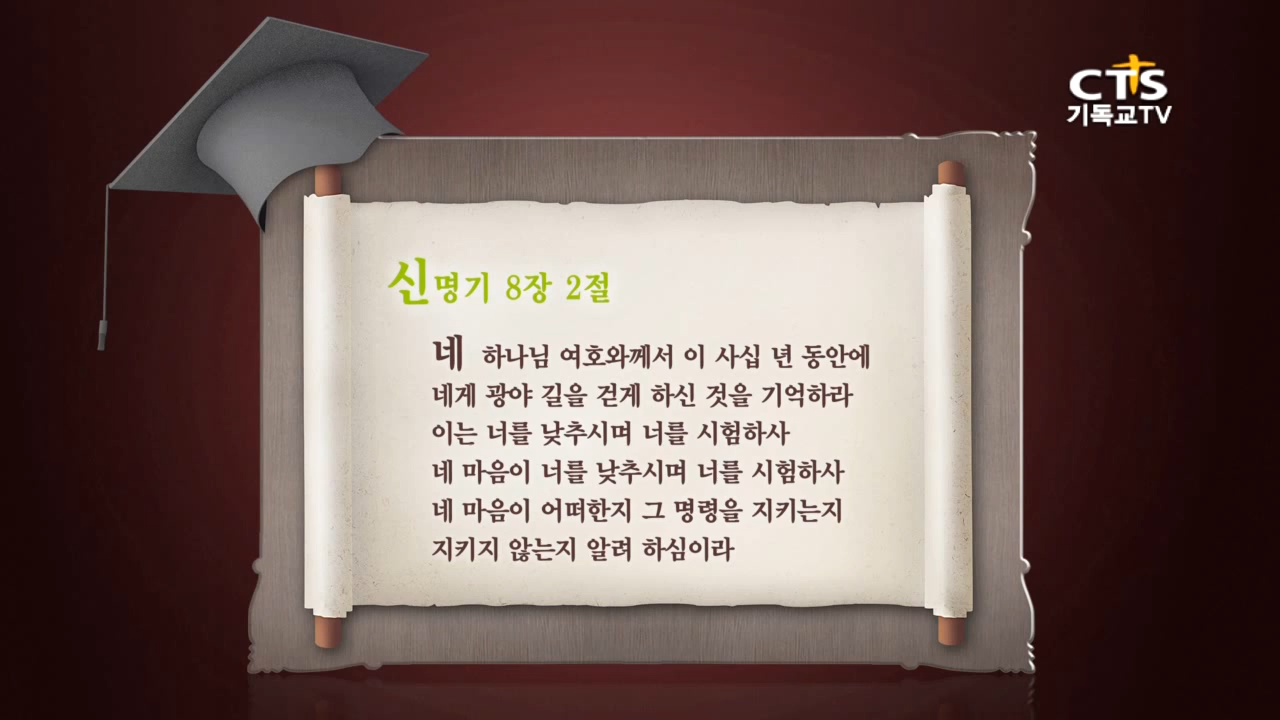 CTS
기독교TV
신명기 8장 2절
네 하나님 여호와께서 이 사십 년 동안에
네게 광야 길을 걷게 하신 것을 기억하라
이는 너를 낮추시며 너를 시험하사
네 마음이 너를 낮추시며 너를 시험하사
네 마음이 어떠한지 그 명령을 지키는지
지키지 않는지 알려 하심이라